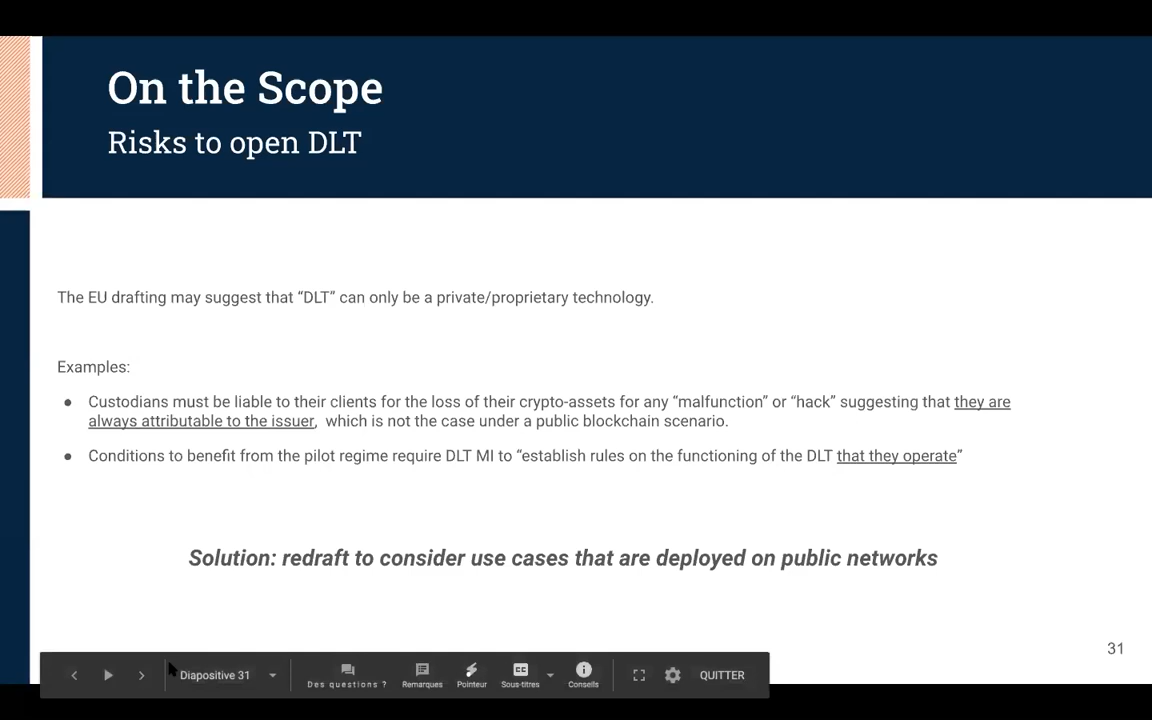 On the Scope
Risks to open DLT
The EU drafting may suggest that “DLT” can only be a private/proprietary technology.
Examples:
● Custodians must be liable to their clients for the loss of their crypto-assets for any “malfunction” or “hack” suggesting that they are
always attributable to the issuer, which is not the case under a public blockchain scenario.
● Conditions to benefit from the pilot regime require DLT MI to “establish rules on the functioning of the DLT that they operate”
Solution: redraft to consider use cases that are deployed on public networks
31
Diapositive 31
Des questions ?
Remarques
Pointeur
CC
Sous-titres
Conseils
QUITTER